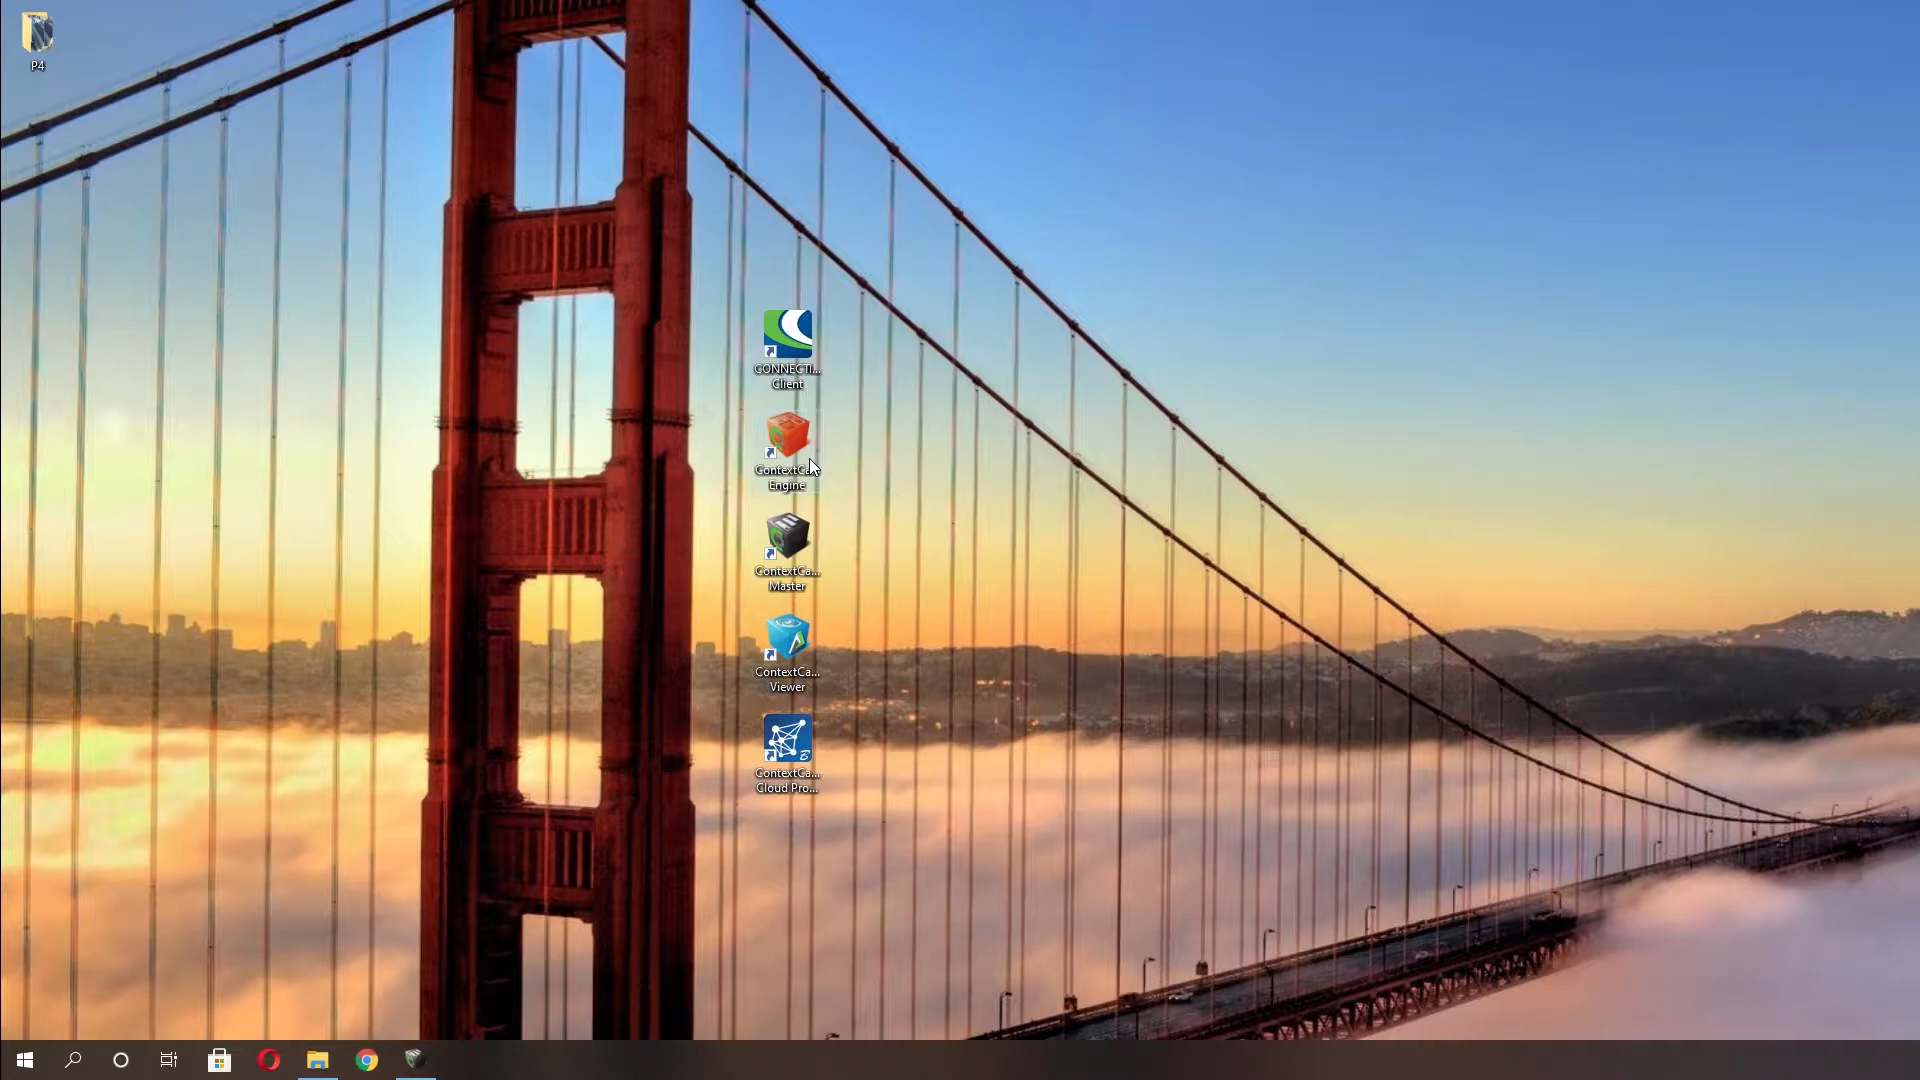 P4
CONNECTI...
Client
ContextCa...
Engine
ContextCa...
Master
ContextCa...
Viewer
ContextCa...
Cloud Pro...